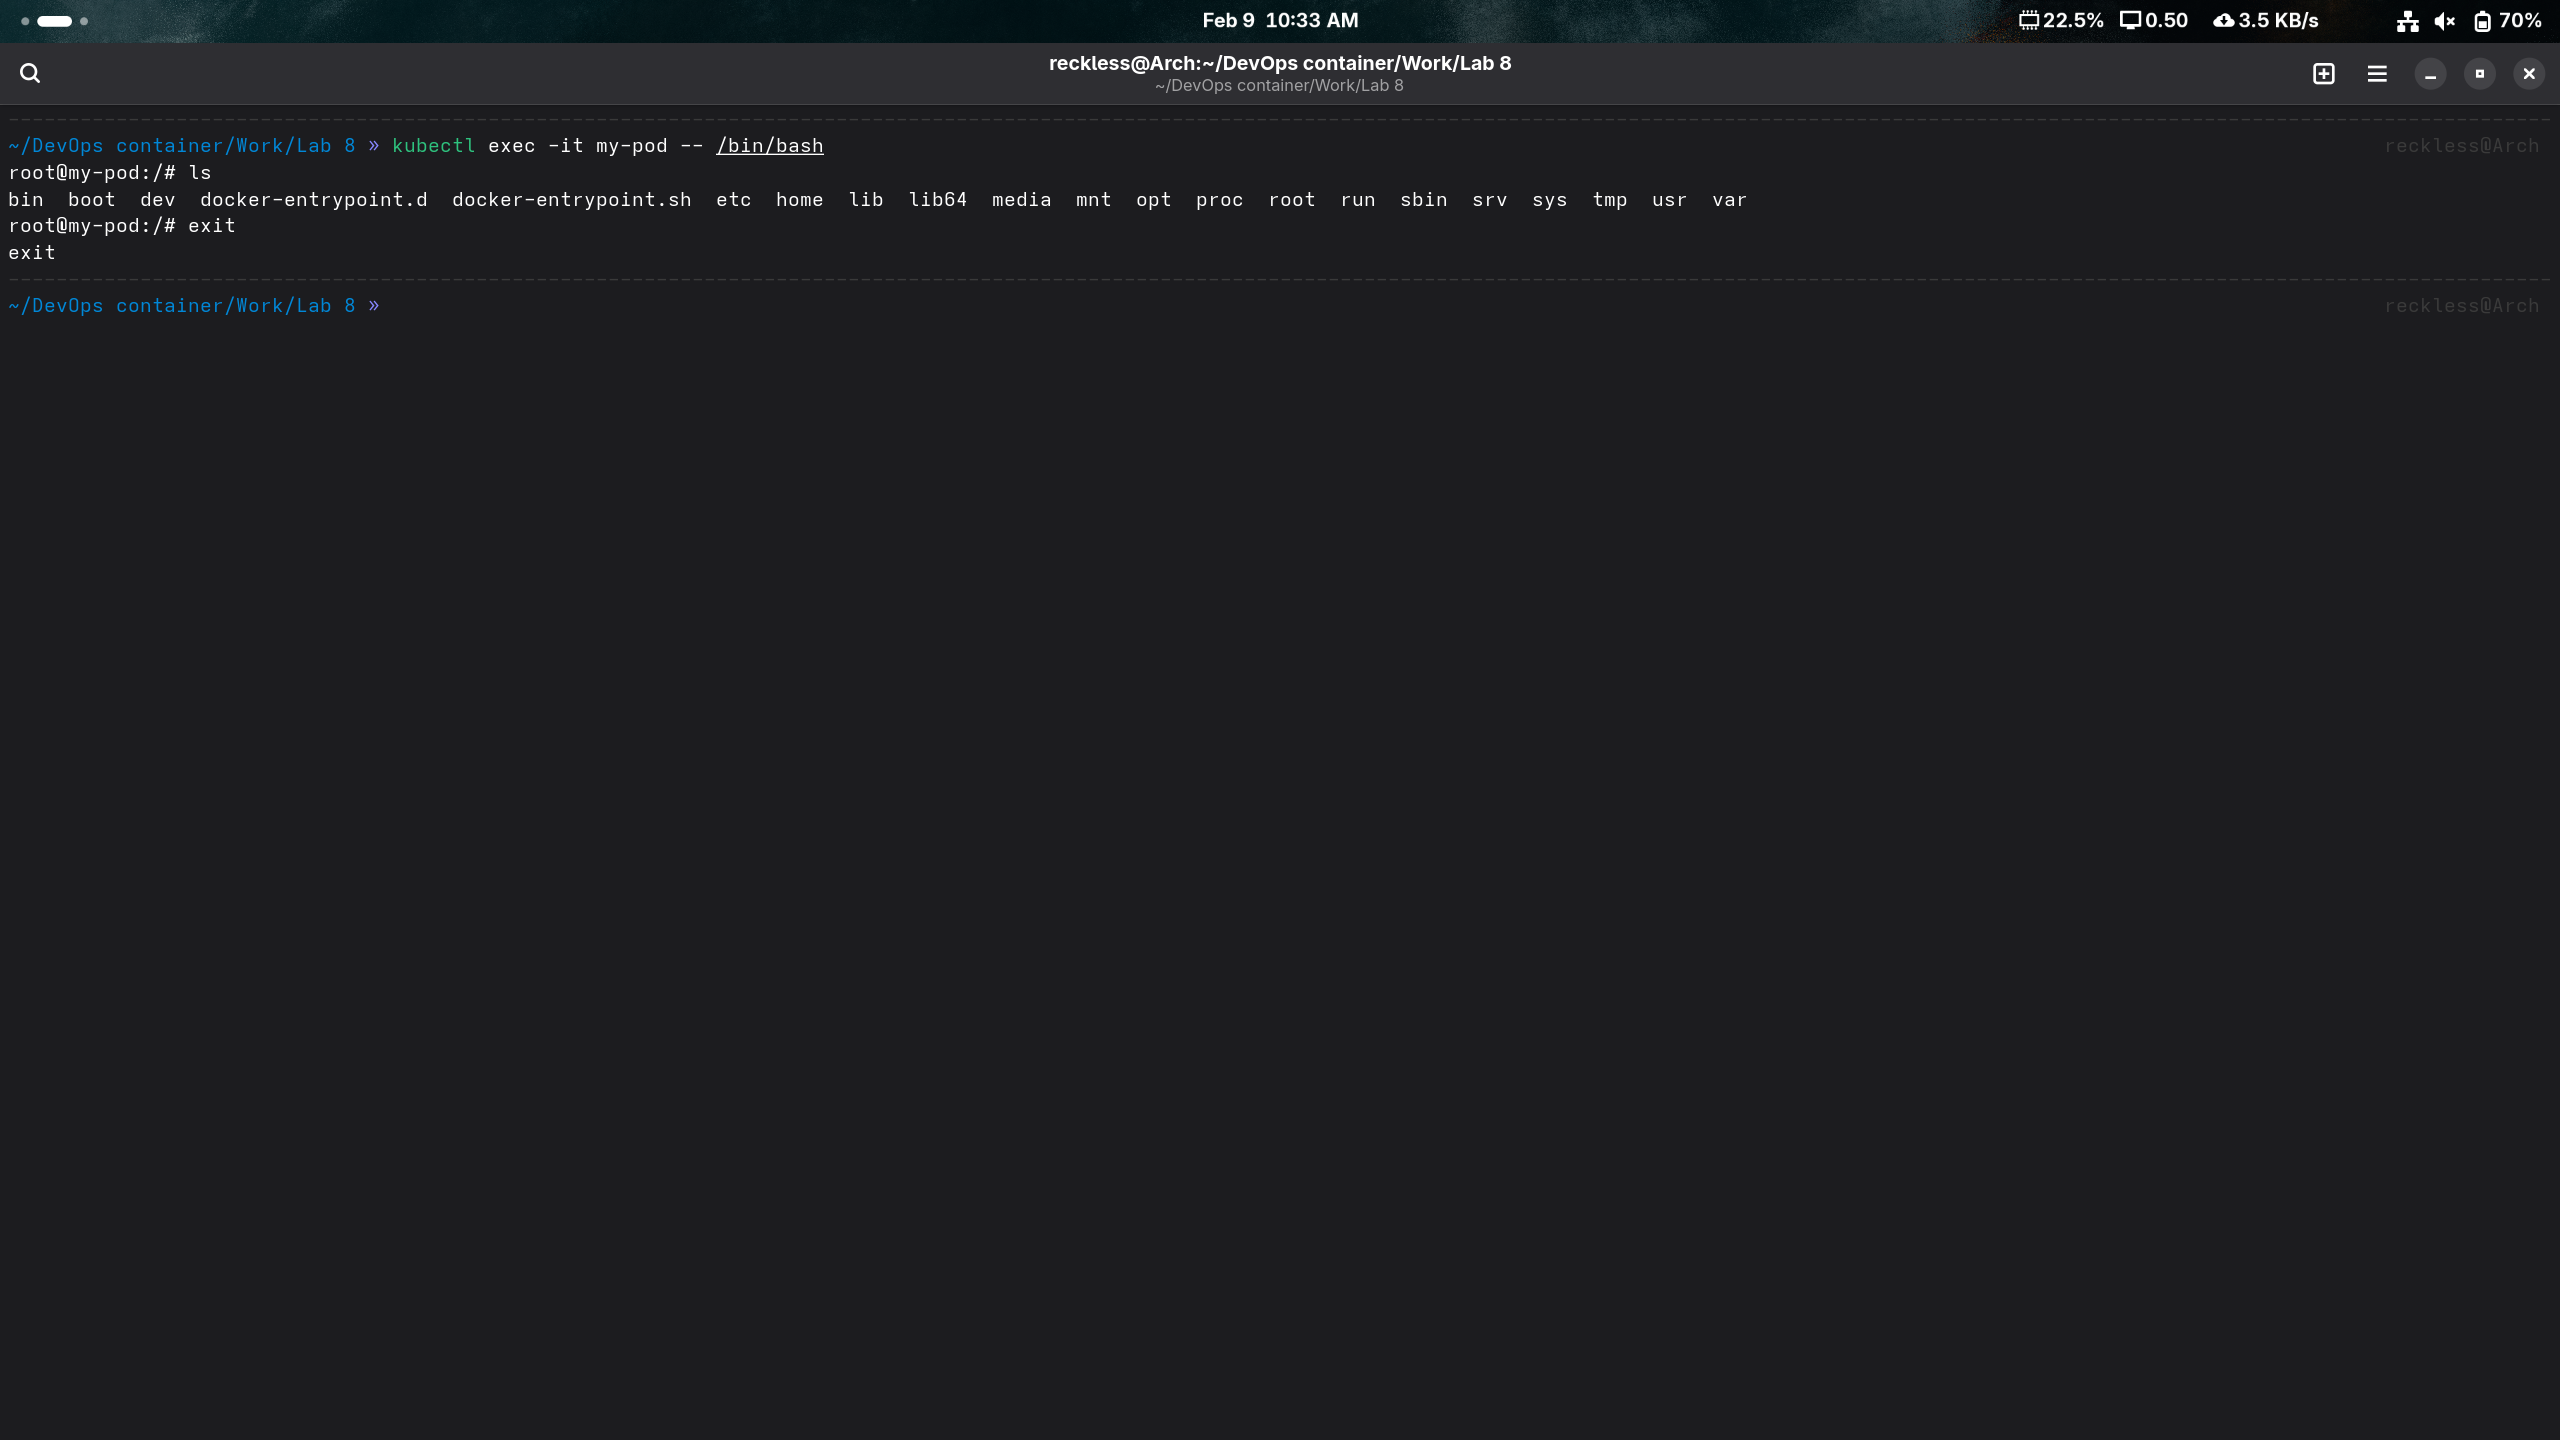 Feb 9 10:33 AM
22.5% 0.50 3.5 KB/s 70%
reckless@Arch:~/DevOps container/Work/Lab 8
~/DevOps container/Work/Lab 8
~/DevOps container/Work/Lab 8 » kubectl exec -it my-pod -- /bin/bash reckless@Arch
root@my-pod:/# ls
bin boot dev docker-entrypoint.d docker-entrypoint.sh etc home lib lib64 media mnt opt proc root run sbin srv sys tmp usr var
root@my-pod:/# exit
exit
~/DevOps container/Work/Lab 8 » reckless@Arch